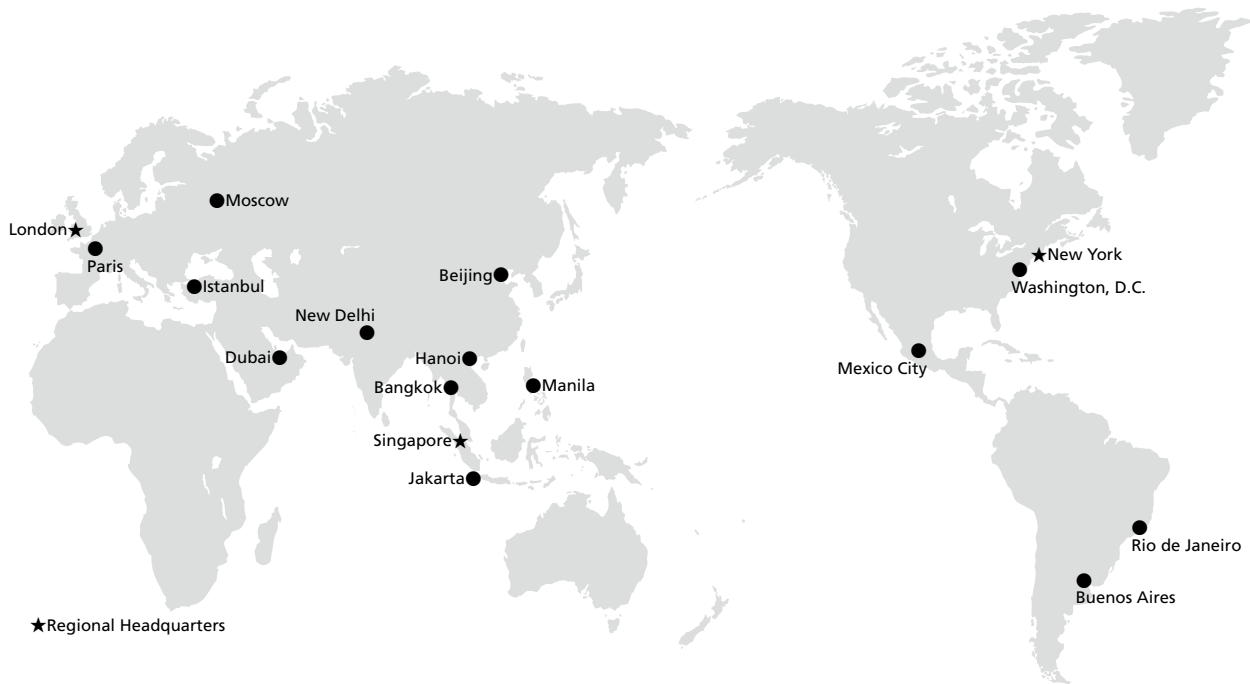 Moscow
London
Paris
Istanbul
Beijing
New Delhi
Dubai
Hanoi
Bangkok
Manila
Singapore
Jakarta
New York
Washington, D.C.
Mexico City
Rio de Janeiro
Buenos Aires
Regional Headquarters